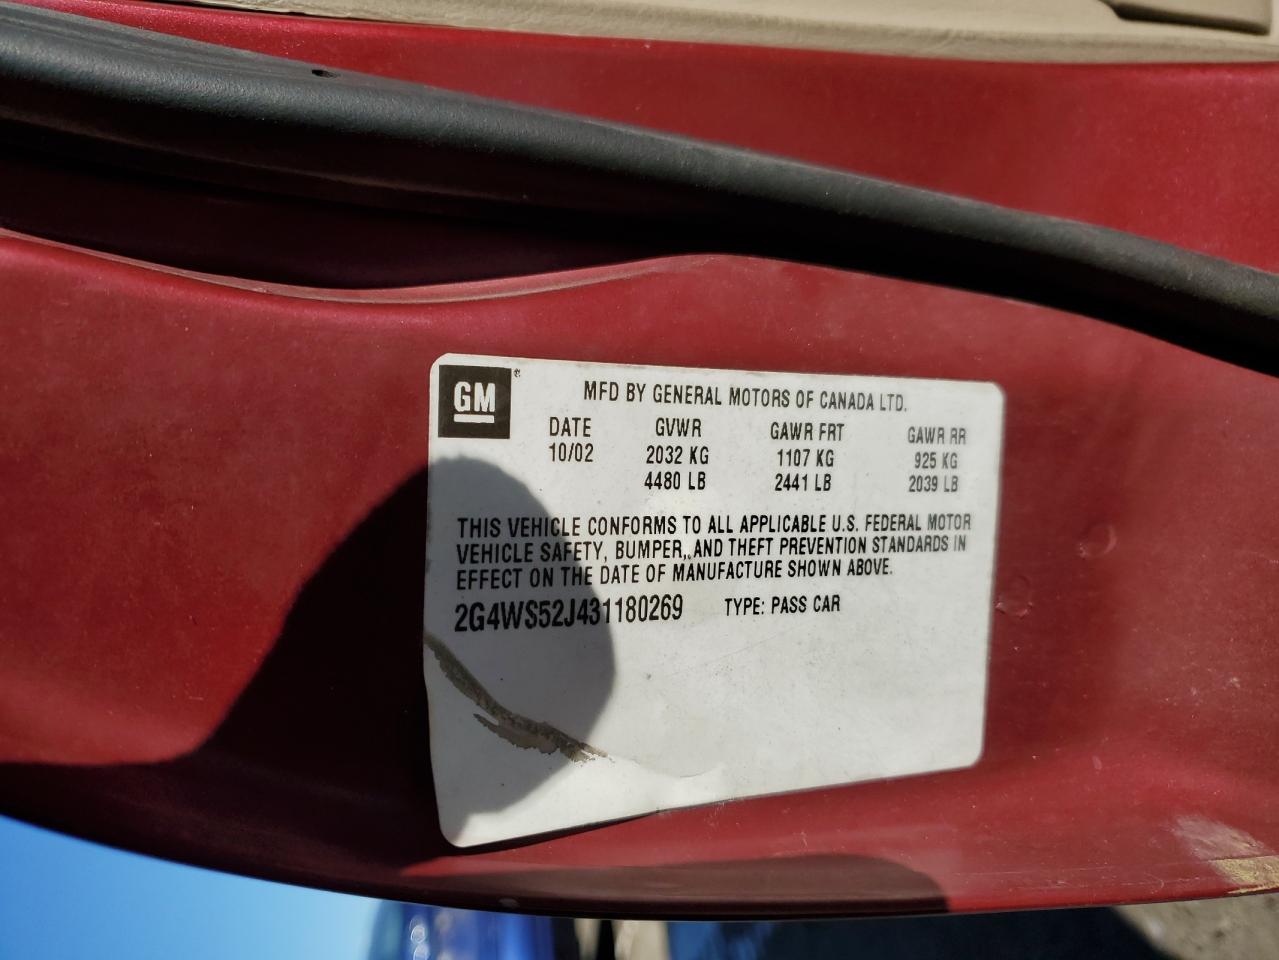 GM
MFD BY GENERAL MOTORS OF CANADA LTD.
DATE GVWR GAWR FRT GAWR RR
10/02 2032 KG 1107 KG 925 KG
4480 LB 2441 LB 2039 LB
THIS VEHICLE CONFORMS TO ALL APPLICABLE U.S. FEDERAL MOTOR
VEHICLE SAFETY, BUMPER, AND THEFT PREVENTION STANDARDS IN
EFFECT ON THE DATE OF MANUFACTURE SHOWN ABOVE.
2G4WS52J431180269 TYPE: PASS CAR